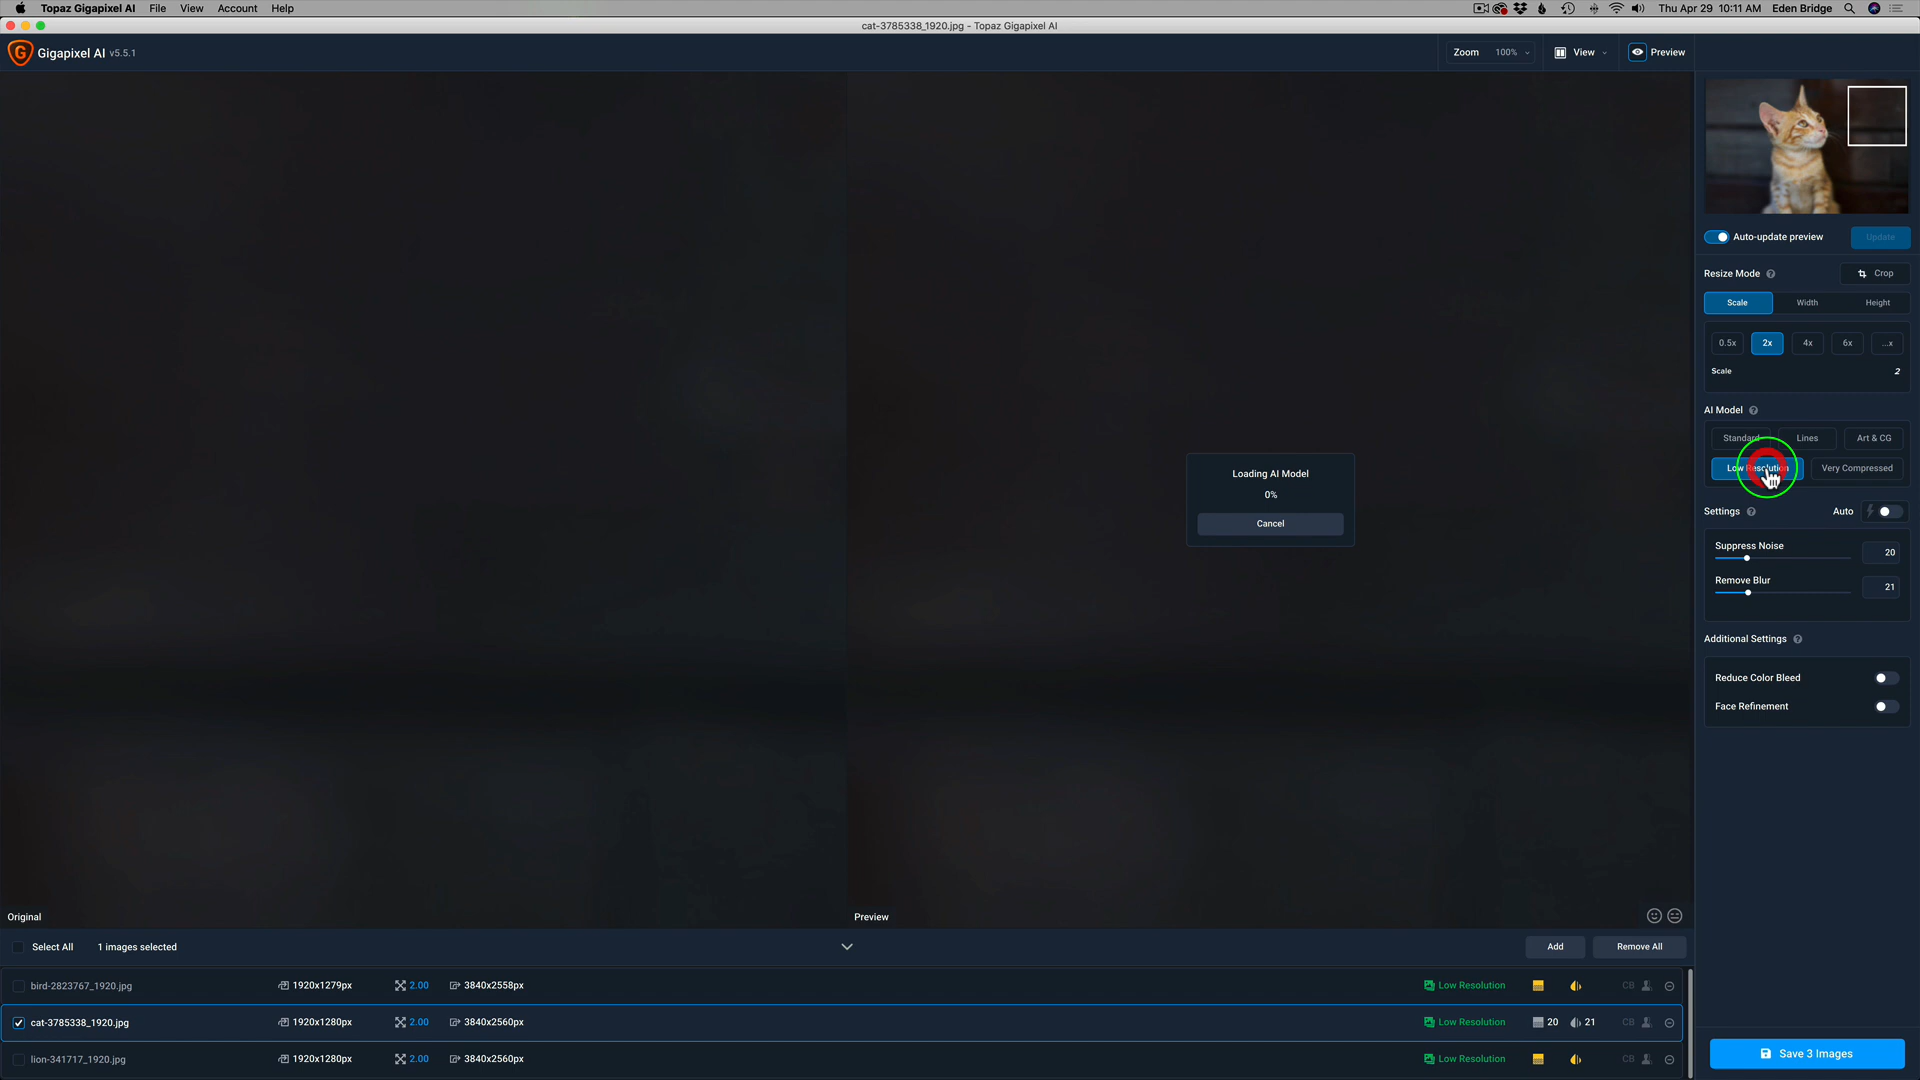 Topaz Gigapixel AI File View Account Help Thu Apr 29 10:11 AM Eden Bridge
cat-3785338_1920.jpg - Topaz Gigapixel AI
G Gigapixel AI v5.5.1 Zoom 100% View Preview
Auto-update preview Update
Resize Mode ? Crop
Scale Width Height
0.5x 2x 4x 6x ...x
Scale 2
AI Model ?
Standard Lines Art & CG
Low Resolution Very Compressed
Loading AI Model
0%
Cancel
Settings ? Auto
Suppress Noise 20
Remove Blur 21
Additional Settings ?
Reduce Color Bleed
Face Refinement
Original Preview
Select All 1 images selected Add Remove All
bird-2823767_1920.jpg 1920x1279px 2.00 3840x2558px Low Resolution CB
cat-3785338_1920.jpg 1920x1280px 2.00 3840x2560px Low Resolution 20 21 CB
lion-341717_1920.jpg 1920x1280px 2.00 3840x2560px Low Resolution CB
Save 3 Images